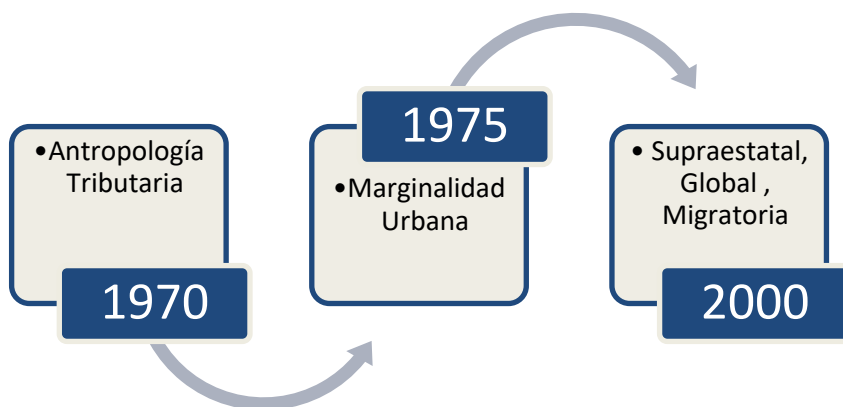 •Antropología
Tributaria
1970
1975
•Marginalidad
Urbana
• Supraestatal,
Global ,
Migratoria
2000